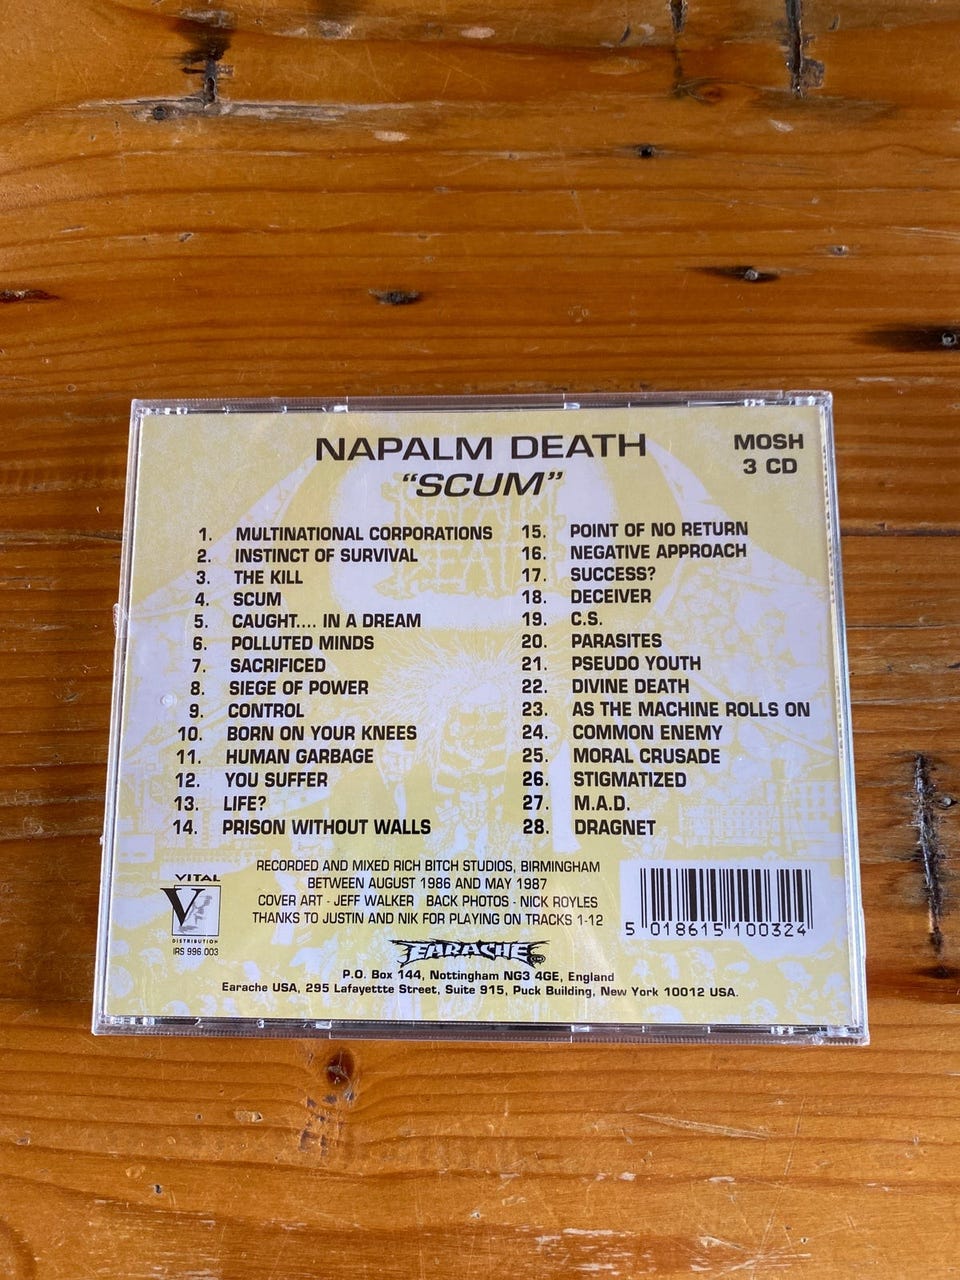 NAPALM DEATH
"SCUM"
MOSH
3 CD
1. MULTINATIONAL CORPORATIONS
2. INSTINCT OF SURVIVAL
3. THE KILL
4. SCUM
5. CAUGHT.... IN A DREAM
6. POLLUTED MINDS
7. SACRIFICED
8. SIEGE OF POWER
9. CONTROL
10. BORN ON YOUR KNEES
11. HUMAN GARBAGE
12. YOU SUFFER
13. LIFE?
14. PRISON WITHOUT WALLS
15. POINT OF NO RETURN
16. NEGATIVE APPROACH
17. SUCCESS?
18. DECEIVER
19. C.S.
20. PARASITES
21. PSEUDO YOUTH
22. DIVINE DEATH
23. AS THE MACHINE ROLLS ON
24. COMMON ENEMY
25. MORAL CRUSADE
26. STIGMATIZED
27. M.A.D.
28. DRAGNET
RECORDED AND MIXED RICH BITCH STUDIOS, BIRMINGHAM
BETWEEN AUGUST 1986 AND MAY 1987
COVER ART - JEFF WALKER BACK PHOTOS - NICK ROYLES
THANKS TO JUSTIN AND NIK FOR PLAYING ON TRACKS 1-12
VITAL
V
DISTRIBUTION
IRS 996.003
EARACHE
P.O. Box 144, Nottingham NG3 4GE, England
Earache USA, 295 Lafayettte Street, Suite 915, Puck Building, New York 10012 USA.
5 018615 100324
NAPALM
DEATH